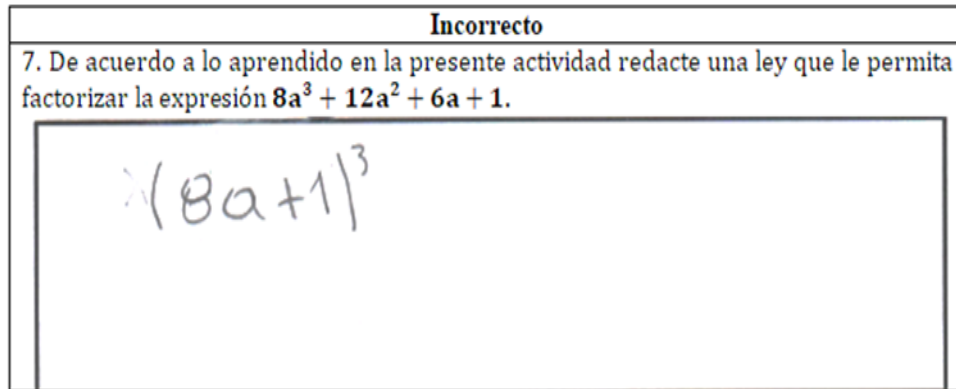 Incorrecto
7. De acuerdo a lo aprendido en la presente actividad redacte una ley que le permita
factorizar la expresión 8a³ + 12a² + 6a + 1.
(8a+1)³